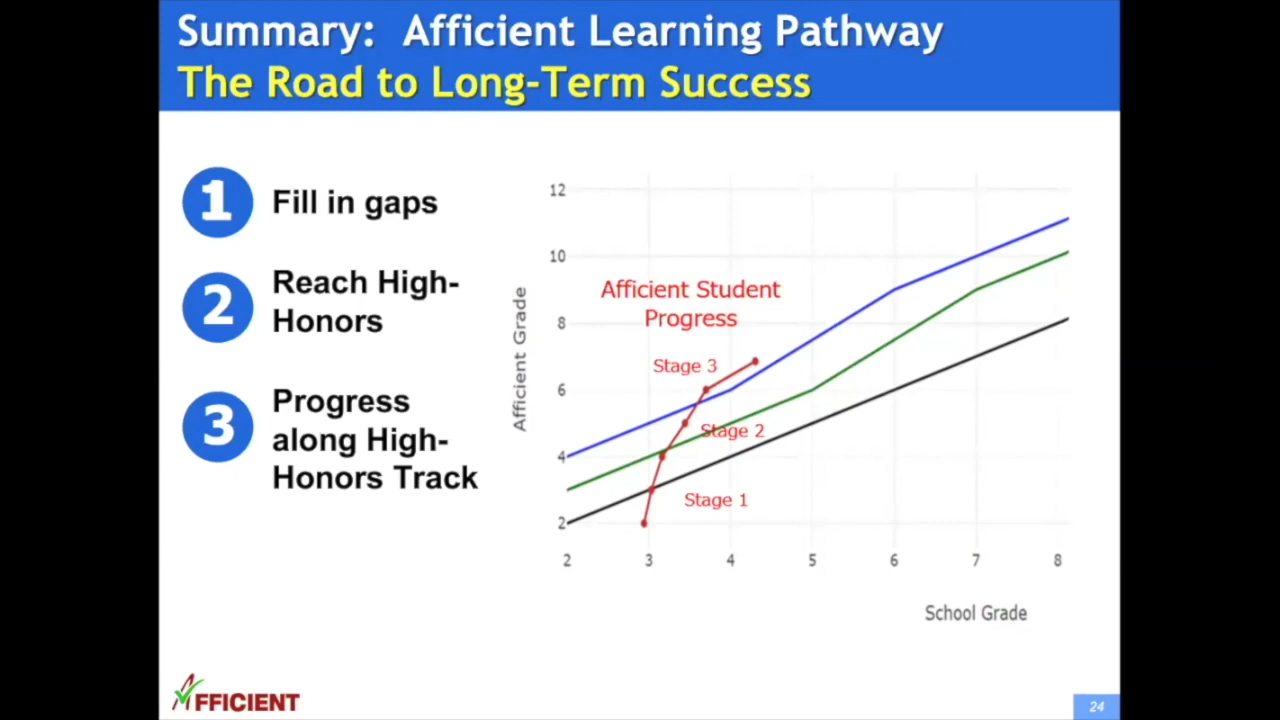 Summary: Afficient Learning Pathway
The Road to Long-Term Success
1 Fill in gaps
2 Reach High-
Honors
3 Progress
along High-
Honors Track
Afficient Grade
12
10
8
6
4
2
Afficient Student
Progress
Stage 3
Stage 2
Stage 1
2 3 4 5 6 7 8
School Grade
AFFICIENT
24